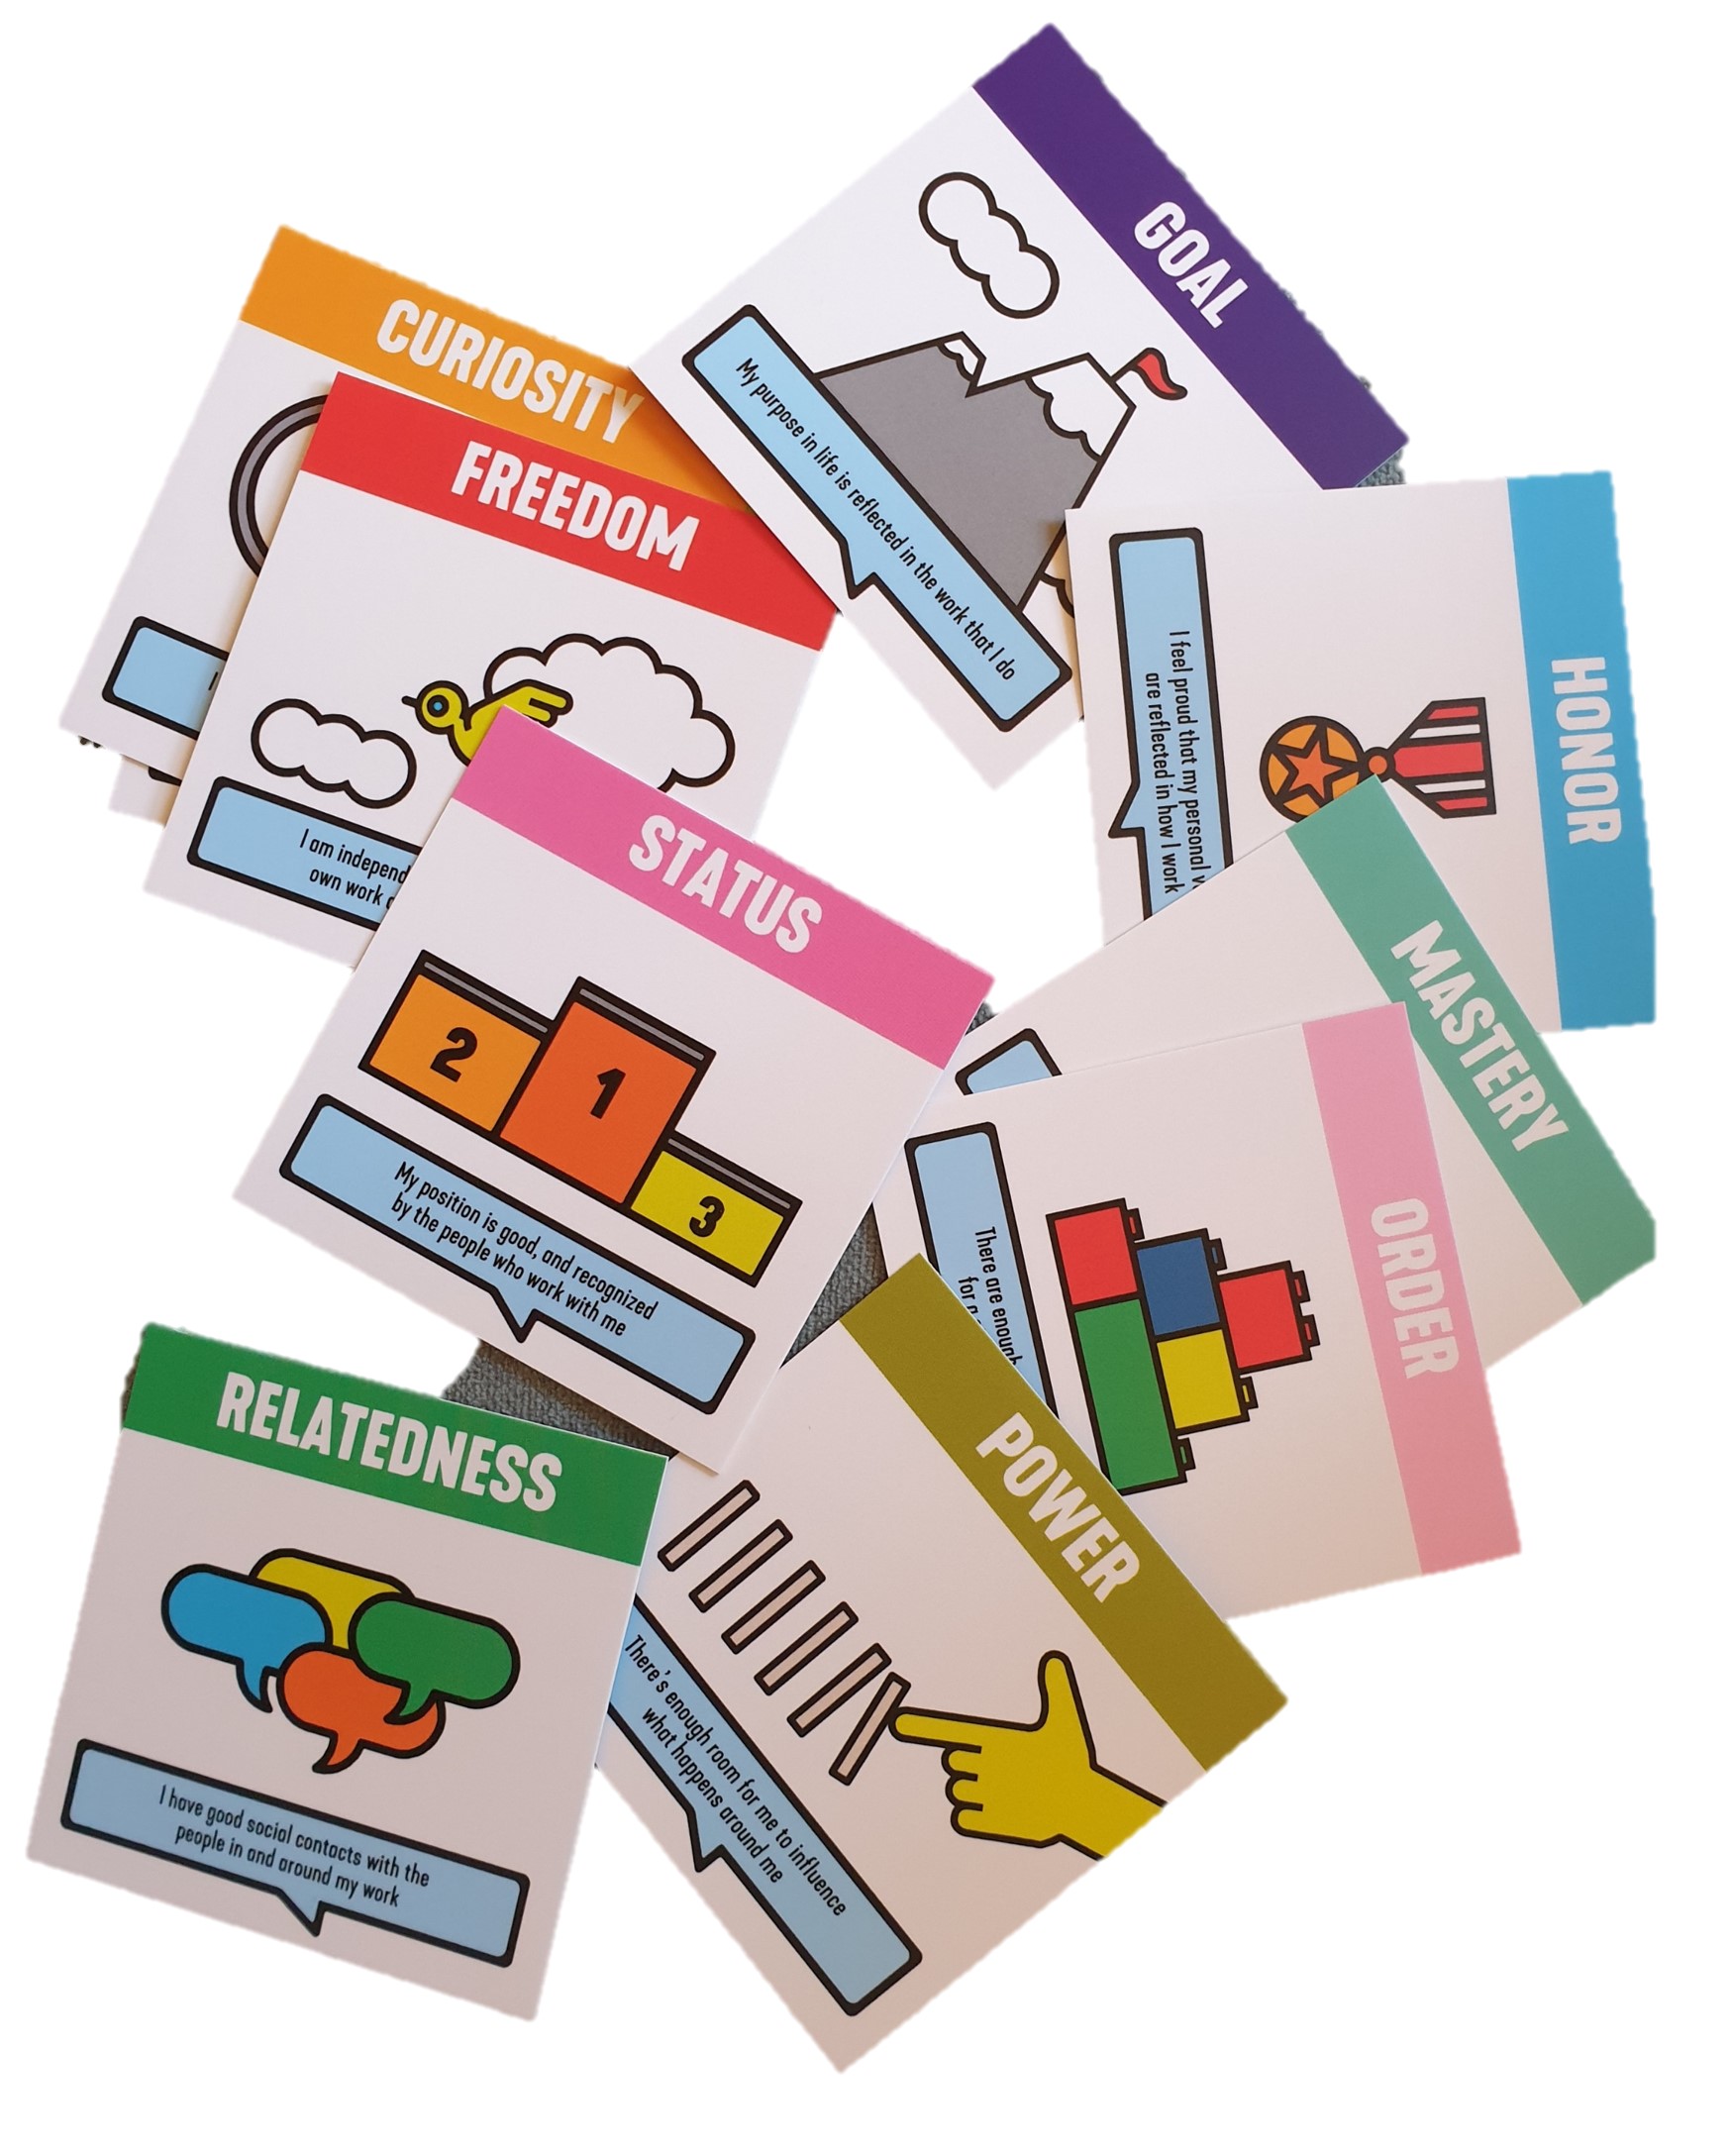 GOAL
My purpose in life is reflected in the work that I do
CURIOSITY
I
FREEDOM
I am independ
own work
HONOR
I feel proud that my personal
are reflected in how I work
STATUS
2
1
3
My position is good, and recognized
by the people who work with me
MASTERY
ORDER
There are enough
for
POWER
There's enough room for me to influence
what happens around me
RELATEDNESS
I have good social contacts with the
people in and around my work